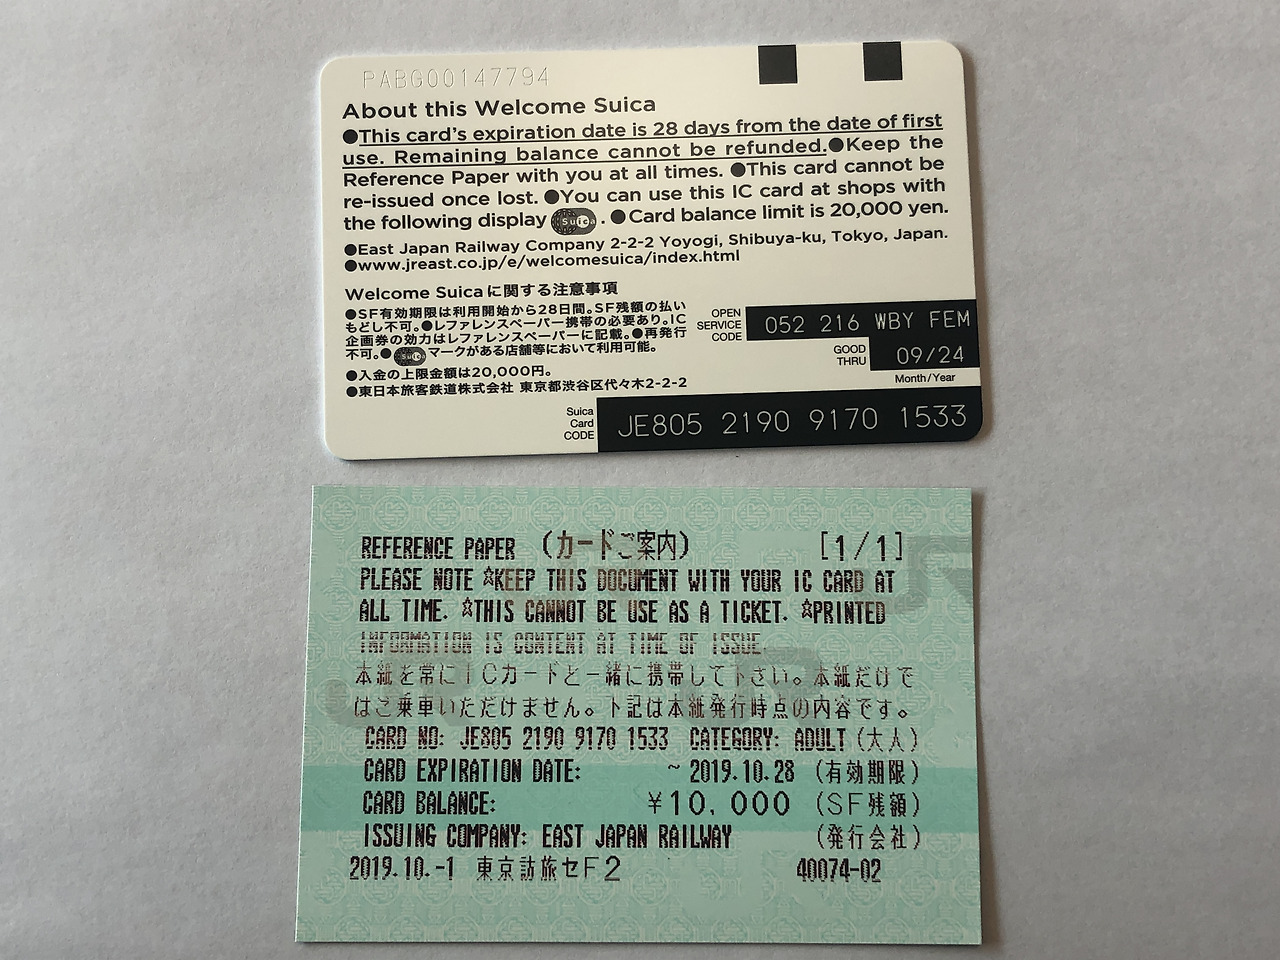 PABG00147794
About this Welcome Suica
●This card's expiration date is 28 days from the date of first
use. Remaining balance cannot be refunded.●Keep the
Reference Paper with you at all times. ●This card cannot be
re-issued once lost. ●You can use this IC card at shops with
the following display Suica . ●Card balance limit is 20,000 yen.
●East Japan Railway Company 2-2-2 Yoyogi, Shibuya-ku, Tokyo, Japan.
●www.jreast.co.jp/e/welcomesuica/index.html
Welcome Suicaに関する注意事項
●SF有効期限は利用開始から28日間。SF残額の払い
もどし不可。●レファレンスペーパー携帯の必要あり。IC
企画券の効力はレファレンスペーパーに記載。●再発行
不可。●Suicaマークがある店舗等において利用可能。
●入金の上限金額は20,000円。
●東日本旅客鉄道株式会社 東京都渋谷区代々木2-2-2
OPEN
SERVICE
CODE
052 216 WBY FEM
GOOD
THRU
09/24
Month/Year
Suica
Card
CODE
JE805 2190 9170 1533
REFERENCE PAPER (カードご案内) [1/1]
PLEASE NOTE ☆KEEP THIS DOCUMENT WITH YOUR IC CARD AT
ALL TIME. ☆THIS CANNOT BE USE AS A TICKET. ☆PRINTED
INFORMATION IS CONTENT AT TIME OF ISSUE.
本紙を常にICカードと一緒に携帯して下さい。本紙だけで
はご乗車いただけません。下記は本紙発行時点の内容です。
CARD NO: JE805 2190 9170 1533 CATEGORY: ADULT (大人)
CARD EXPIRATION DATE: ~ 2019.10.28 (有効期限)
CARD BALANCE: ¥10,000 (SF残額)
ISSUING COMPANY: EAST JAPAN RAILWAY (発行会社)
2019.10.-1 東京訪旅セF2 40074-02